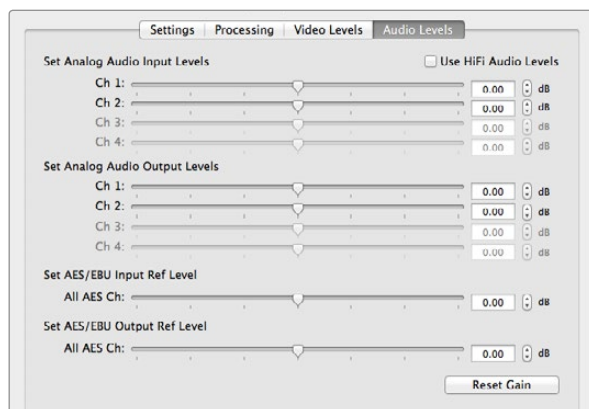 Settings Processing Video Levels Audio Levels
Set Analog Audio Input Levels Use HiFi Audio Levels
Ch 1: 0.00 dB
Ch 2: 0.00 dB
Ch 3: 0.00 dB
Ch 4: 0.00 dB
Set Analog Audio Output Levels
Ch 1: 0.00 dB
Ch 2: 0.00 dB
Ch 3: 0.00 dB
Ch 4: 0.00 dB
Set AES/EBU Input Ref Level
All AES Ch: 0.00 dB
Set AES/EBU Output Ref Level
All AES Ch: 0.00 dB
Reset Gain